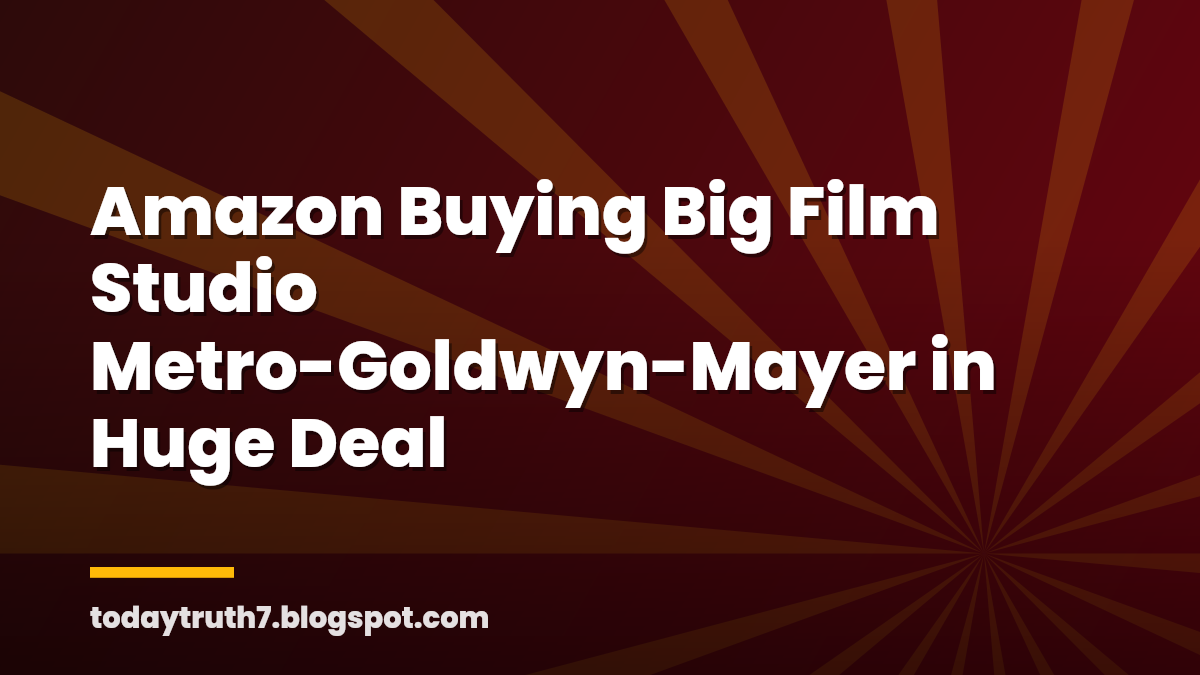 Amazon Buying Big Film
Studio
Metro-Goldwyn-Mayer in
Huge Deal
todaytruth7.blogspot.com